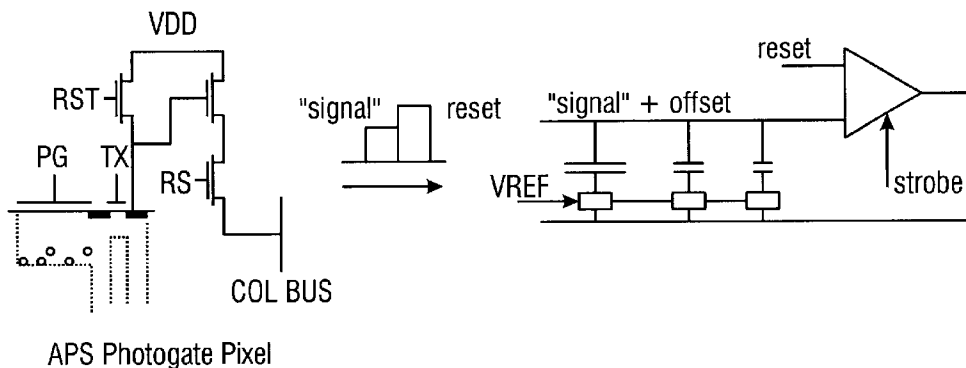 VDD
RST
PG TX
RS
COL BUS
APS Photogate Pixel
"signal" reset
reset
"signal" + offset
VREF
strobe